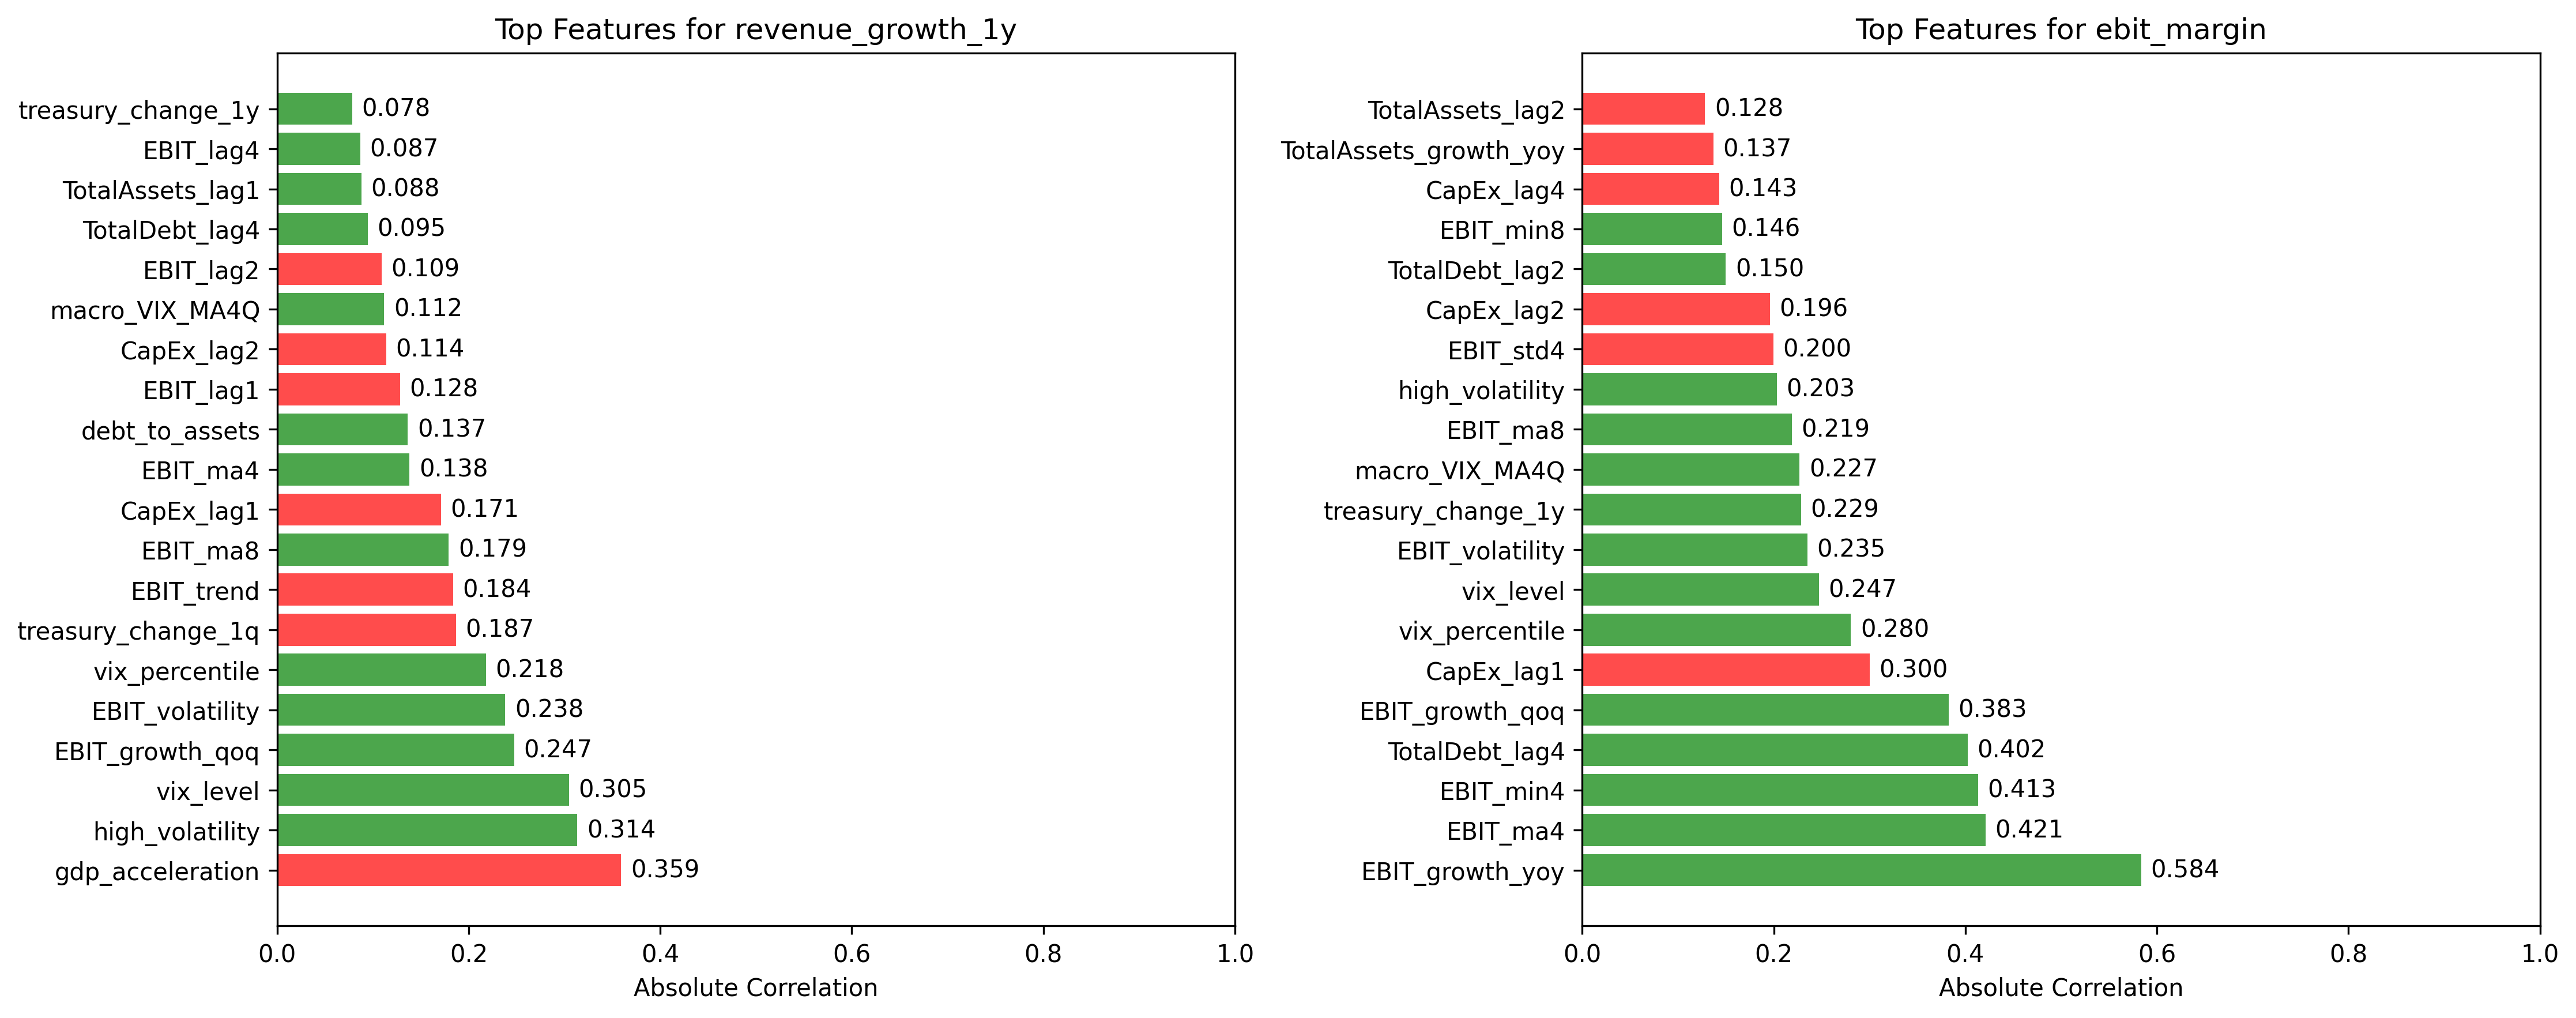 Top Features for revenue_growth_1y
treasury_change_1y 0.078
EBIT_lag4 0.087
TotalAssets_lag1 0.088
TotalDebt_lag4 0.095
EBIT_lag2 0.109
macro_VIX_MA4Q 0.112
CapEx_lag2 0.114
EBIT_lag1 0.128
debt_to_assets 0.137
EBIT_ma4 0.138
CapEx_lag1 0.171
EBIT_ma8 0.179
EBIT_trend 0.184
treasury_change_1q 0.187
vix_percentile 0.218
EBIT_volatility 0.238
EBIT_growth_qoq 0.247
vix_level 0.305
high_volatility 0.314
gdp_acceleration 0.359
0.0 0.2 0.4 0.6 0.8 1.0
Absolute Correlation
Top Features for ebit_margin
TotalAssets_lag2 0.128
TotalAssets_growth_yoy 0.137
CapEx_lag4 0.143
EBIT_min8 0.146
TotalDebt_lag2 0.150
CapEx_lag2 0.196
EBIT_std4 0.200
high_volatility 0.203
EBIT_ma8 0.219
macro_VIX_MA4Q 0.227
treasury_change_1y 0.229
EBIT_volatility 0.235
vix_level 0.247
vix_percentile 0.280
CapEx_lag1 0.300
EBIT_growth_qoq 0.383
TotalDebt_lag4 0.402
EBIT_min4 0.413
EBIT_ma4 0.421
EBIT_growth_yoy 0.584
0.0 0.2 0.4 0.6 0.8 1.0
Absolute Correlation